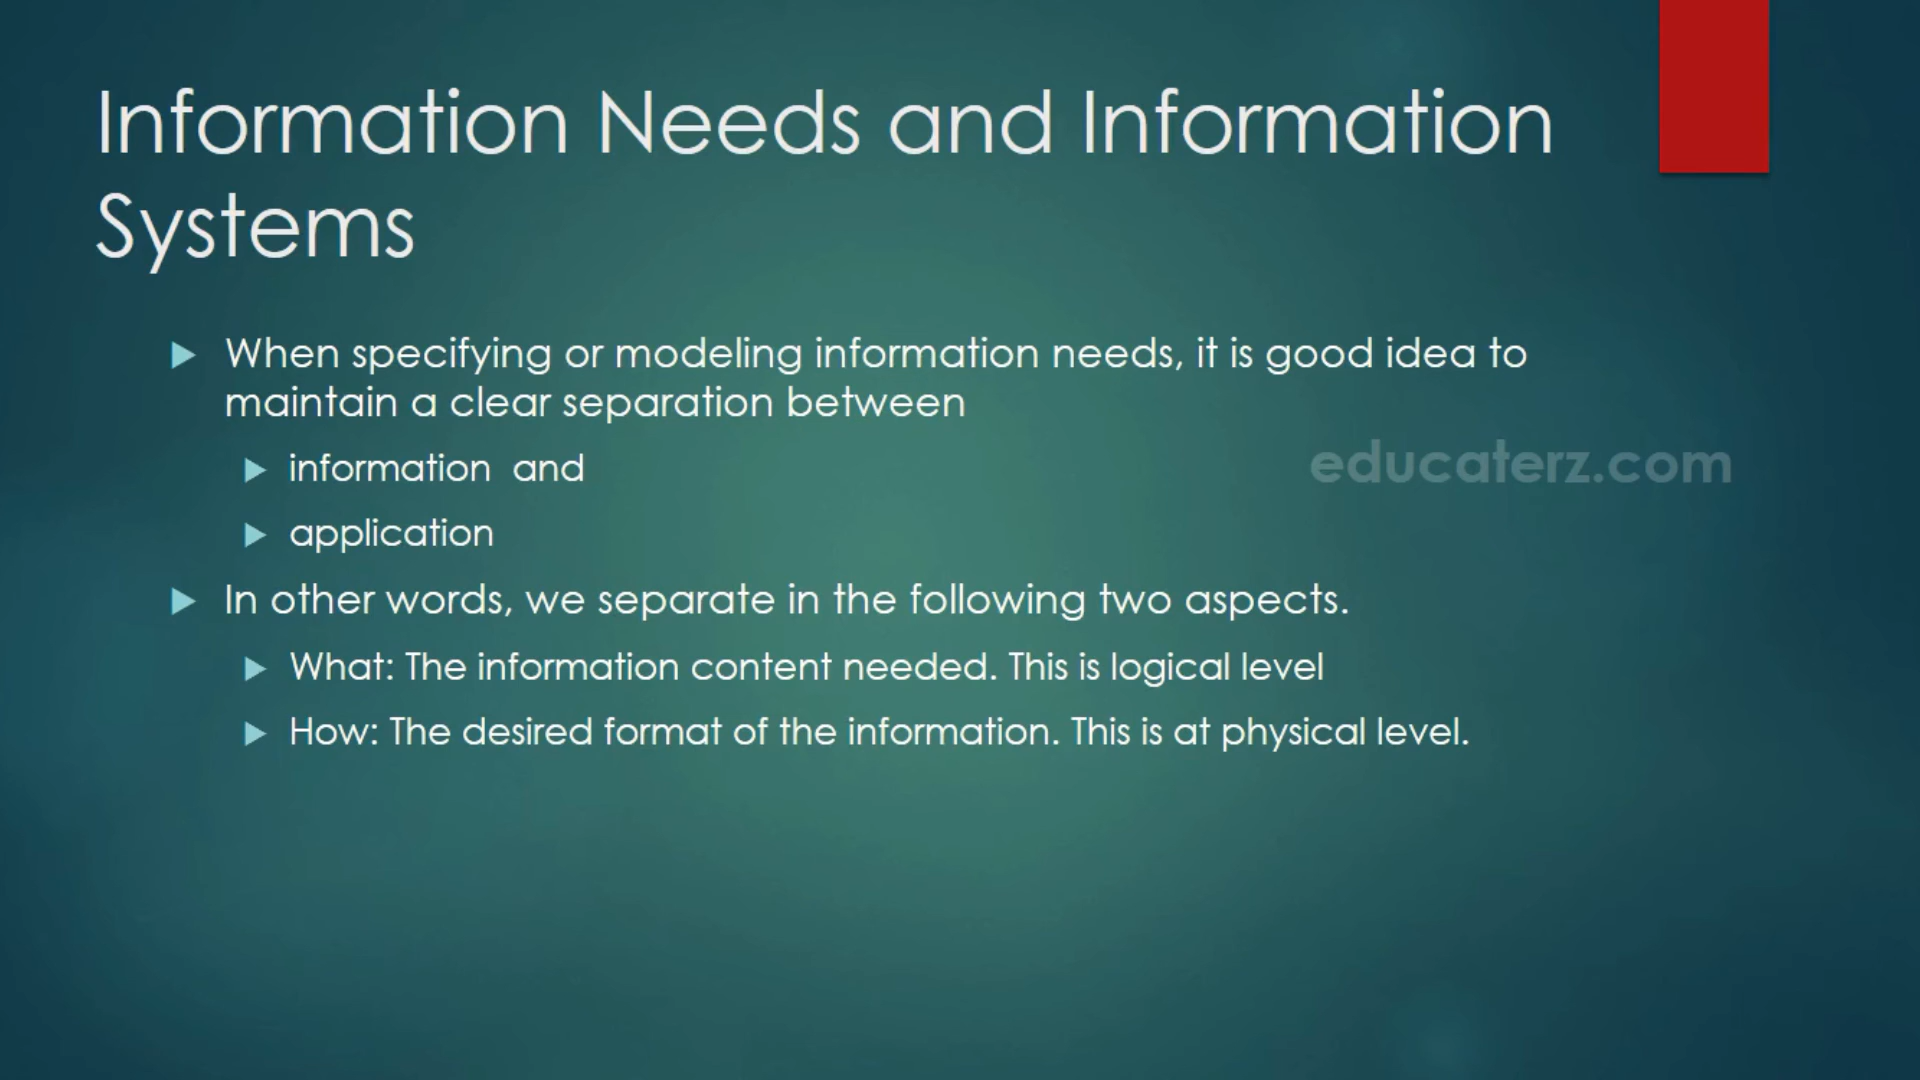 Information Needs and Information
Systems
When specifying or modeling information needs, it is good idea to
maintain a clear separation between
information and
educaterz.com
application
In other words, we separate in the following two aspects.
What: The information content needed. This is logical level
How: The desired format of the information. This is at physical level.